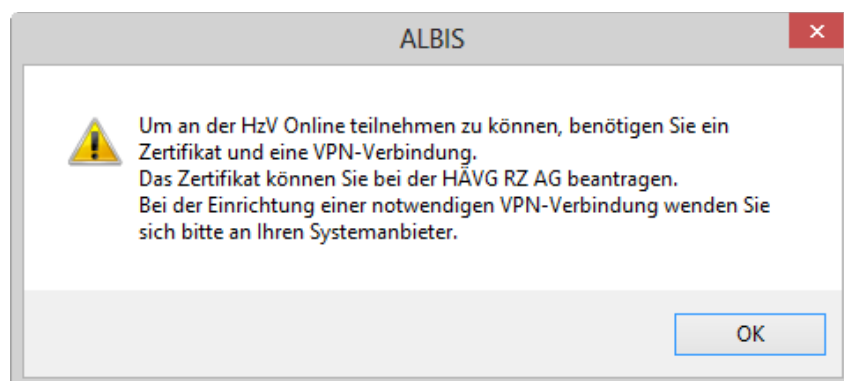 ALBIS
Um an der HzV Online teilnehmen zu können, benötigen Sie ein
Zertifikat und eine VPN-Verbindung.
Das Zertifikat können Sie bei der HÄVG RZ AG beantragen.
Bei der Einrichtung einer notwendigen VPN-Verbindung wenden Sie
sich bitte an Ihren Systemanbieter.
OK